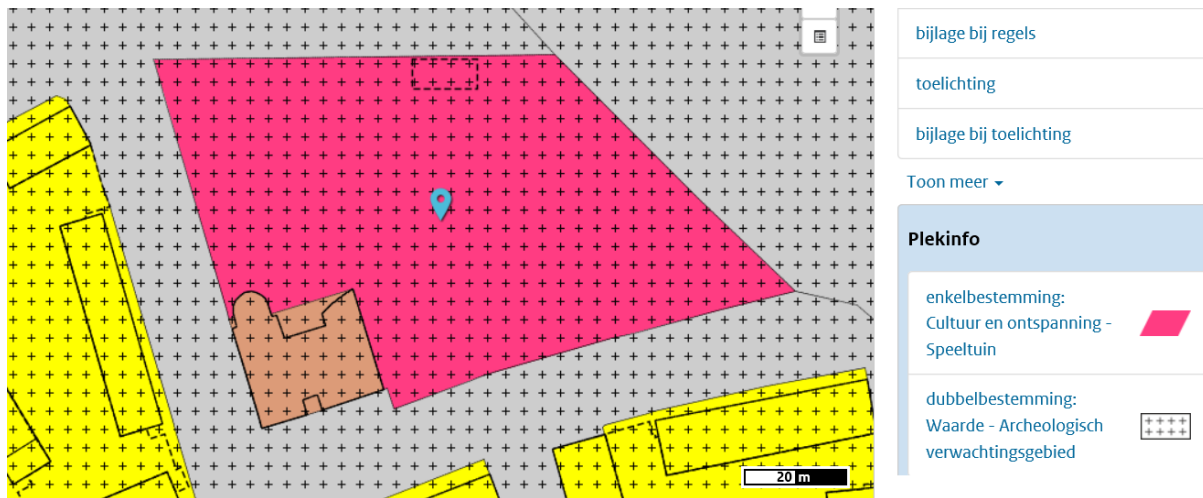 bijlage bij regels
toelichting
bijlage bij toelichting
Toon meer
Plekinfo
enkelbestemming:
Cultuur en ontspanning -
Speeltuin
dubbelbestemming:
Waarde - Archeologisch
verwachtingsgebied
20 m